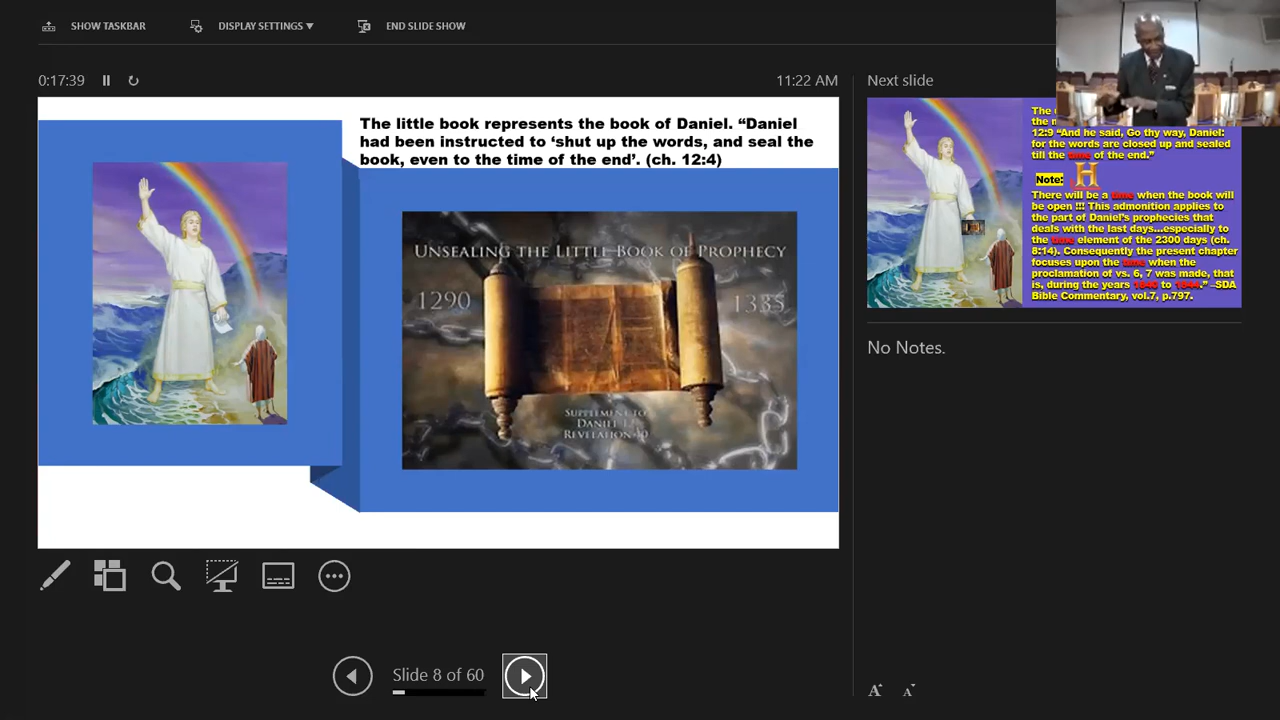 SHOW TASKBAR
DISPLAY SETTINGS ▼
END SLIDE SHOW
0:17:39
11:22 AM
Next slide
The little book represents the book of Daniel. “Daniel
had been instructed to ‘shut up the words, and seal the
book, even to the time of the end’. (ch. 12:4)
UNSEALING THE LITTLE BOOK OF PROPHECY
1290
1335
SUPPLEMENT TO
DANIEL 12
REVELATION 10
12:9 “And he said, Go thy way, Daniel:
for the words are closed up and sealed
till the time of the end.”
Note:
H
There will be a time when the book will
be open !!! This admonition applies to
the part of Daniel’s prophecies that
deals with the last days...especially to
the time element of the 2300 days (ch.
8:14). Consequently the present chapter
focuses upon the time when the
proclamation of vs. 6, 7 was made, that
is, during the years 1840 to 1844.” –SDA
Bible Commentary, vol.7, p.797.
No Notes.
Slide 8 of 60
A A